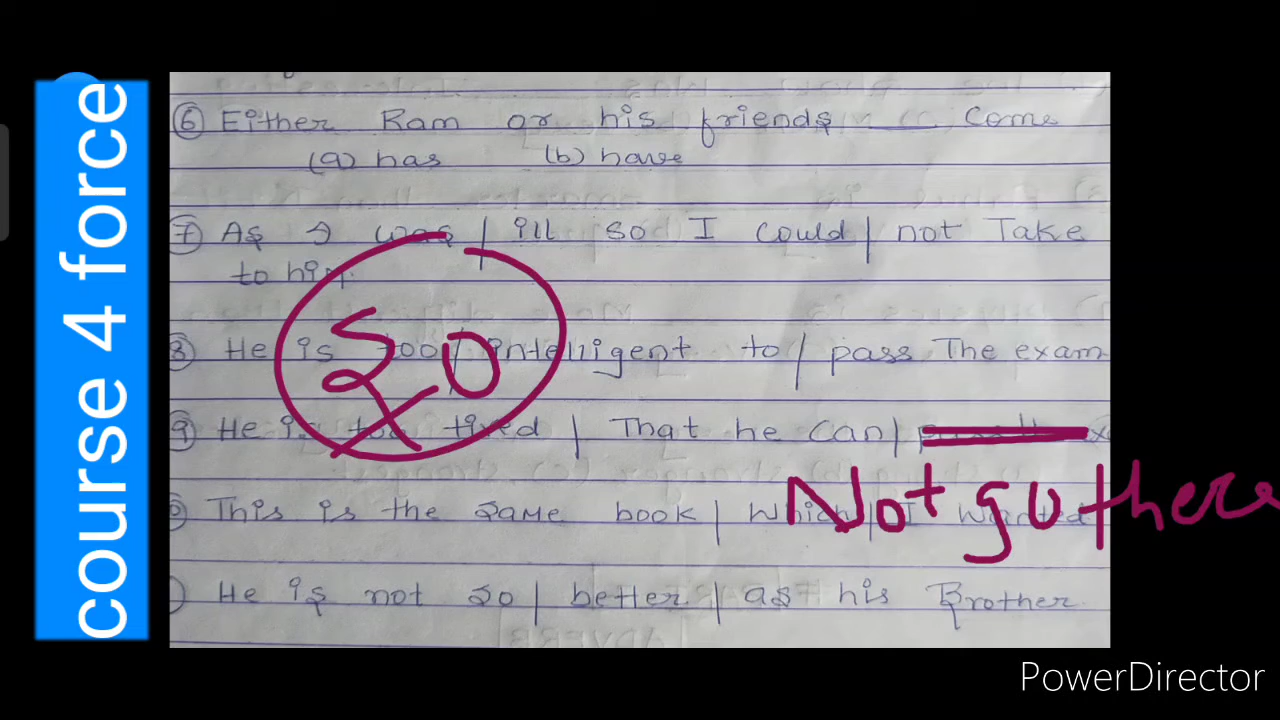 course 4 force
⑥ Either Ram or his friends ___ Come
(a) has (b) have
⑦ As I was | ill so I could | not Take
to him.
⑧ He is too | intelligent to | pass The exam
⑨ He is too tired | That he can |
so
Not go there
This is the same book | which | I wanted
He is not so | better | as his Brother
PowerDirector